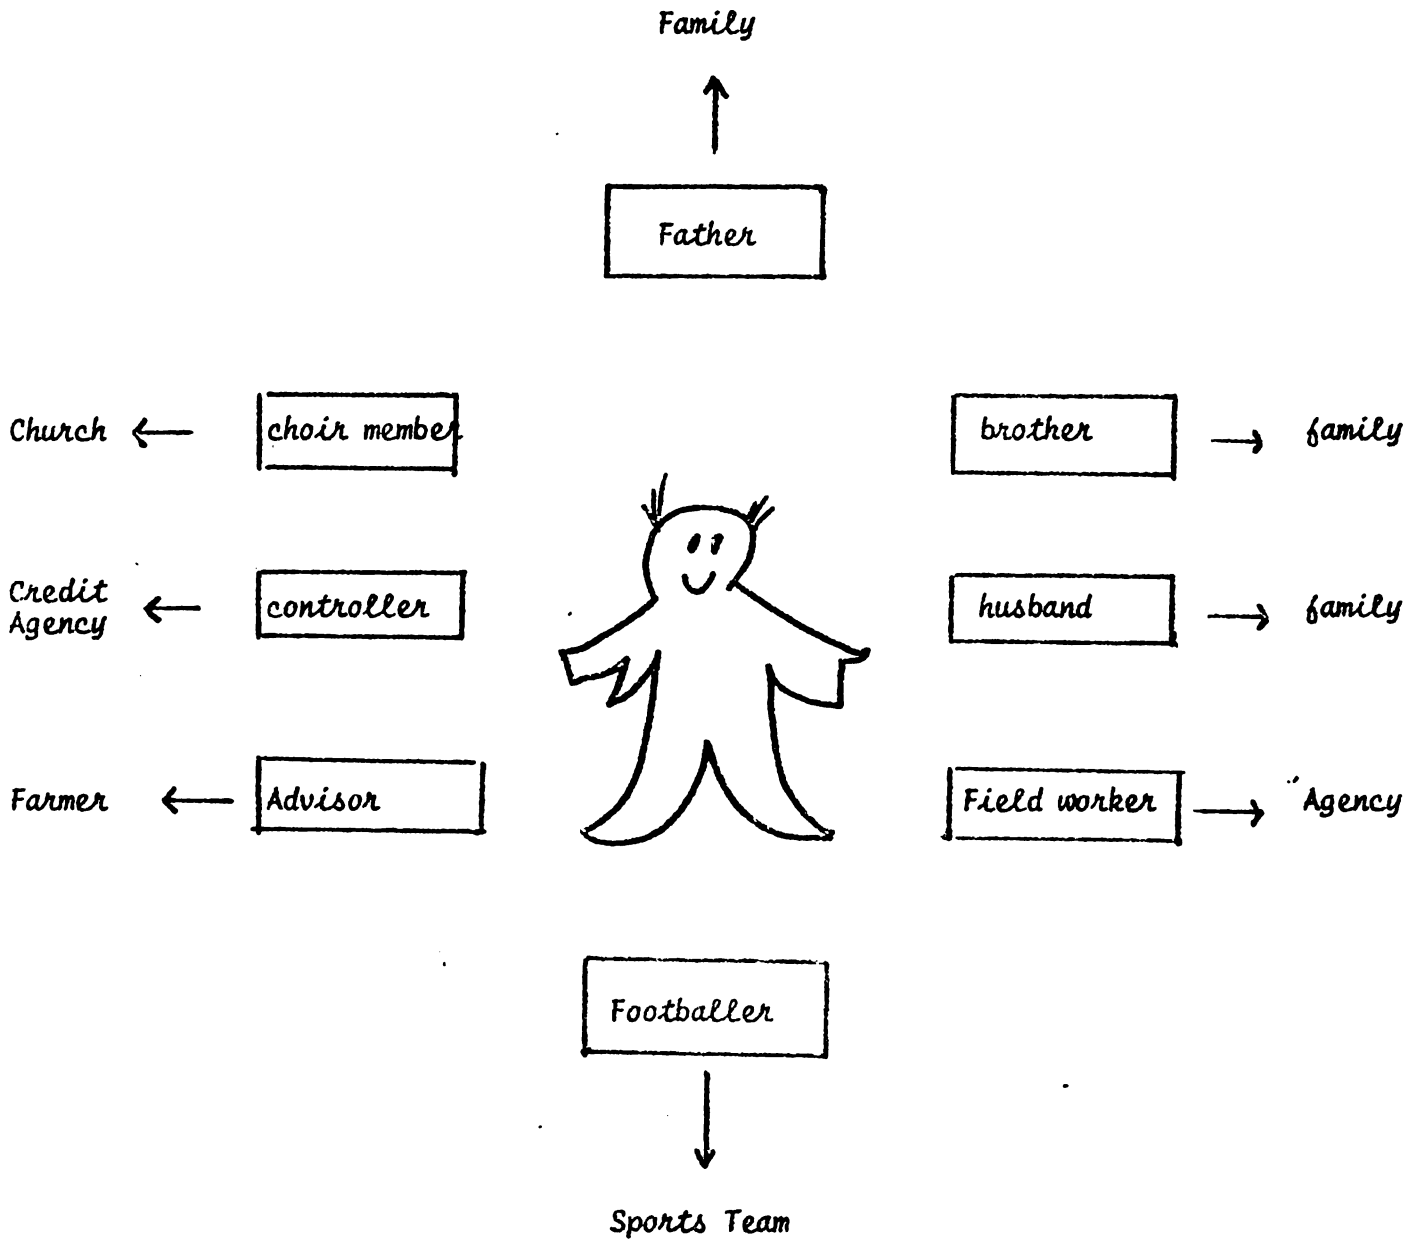 Family
Father
Church
choir member
brother
family
Credit
Agency
controller
husband
family
Farmer
Advisor
Field worker
Agency
Footballer
Sports Team